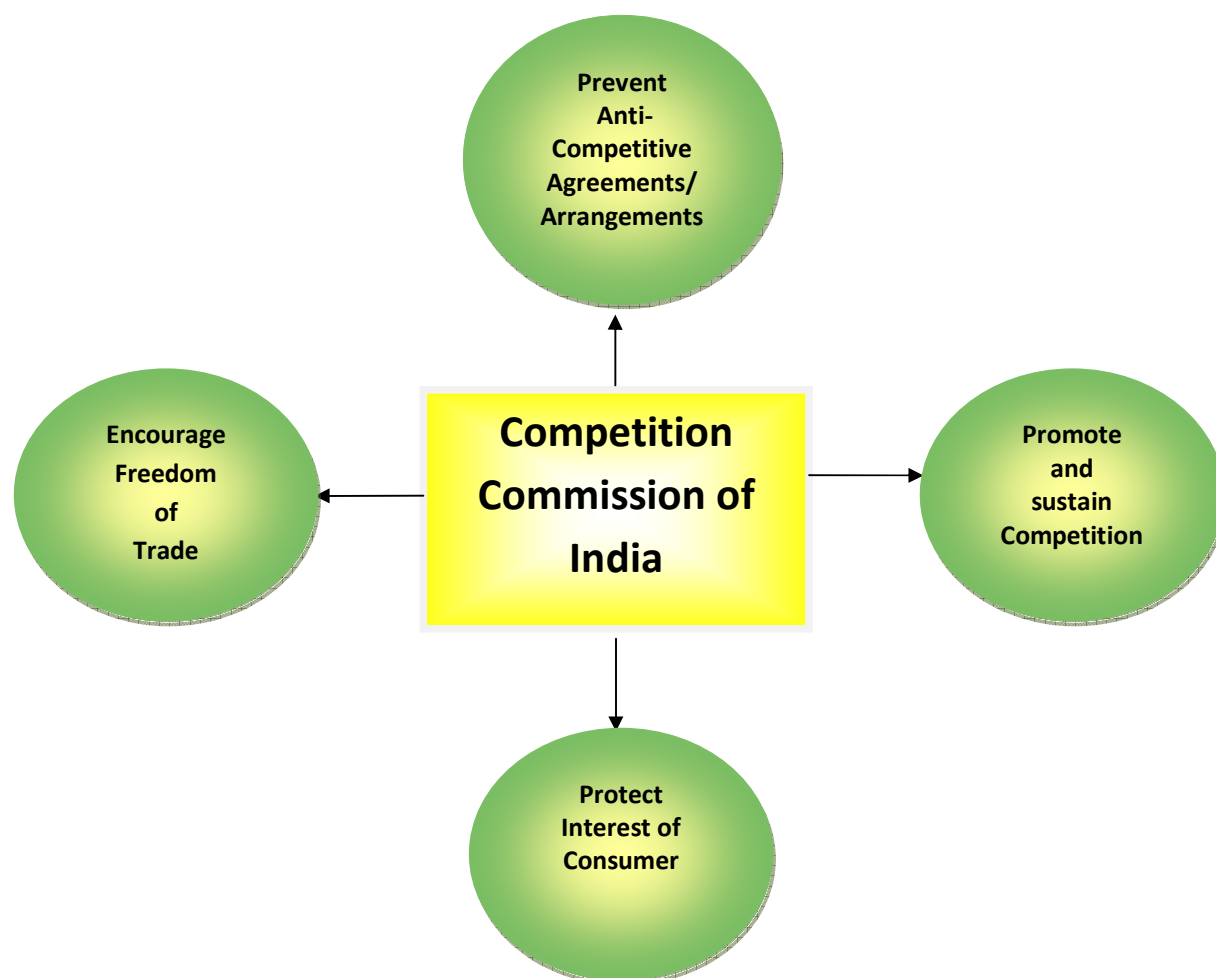 Prevent
Anti-
Competitive
Agreements/
Arrangements
Encourage
Freedom
of
Trade
Competition
Commission of
India
Promote
and
sustain
Competition
Protect
Interest of
Consumer